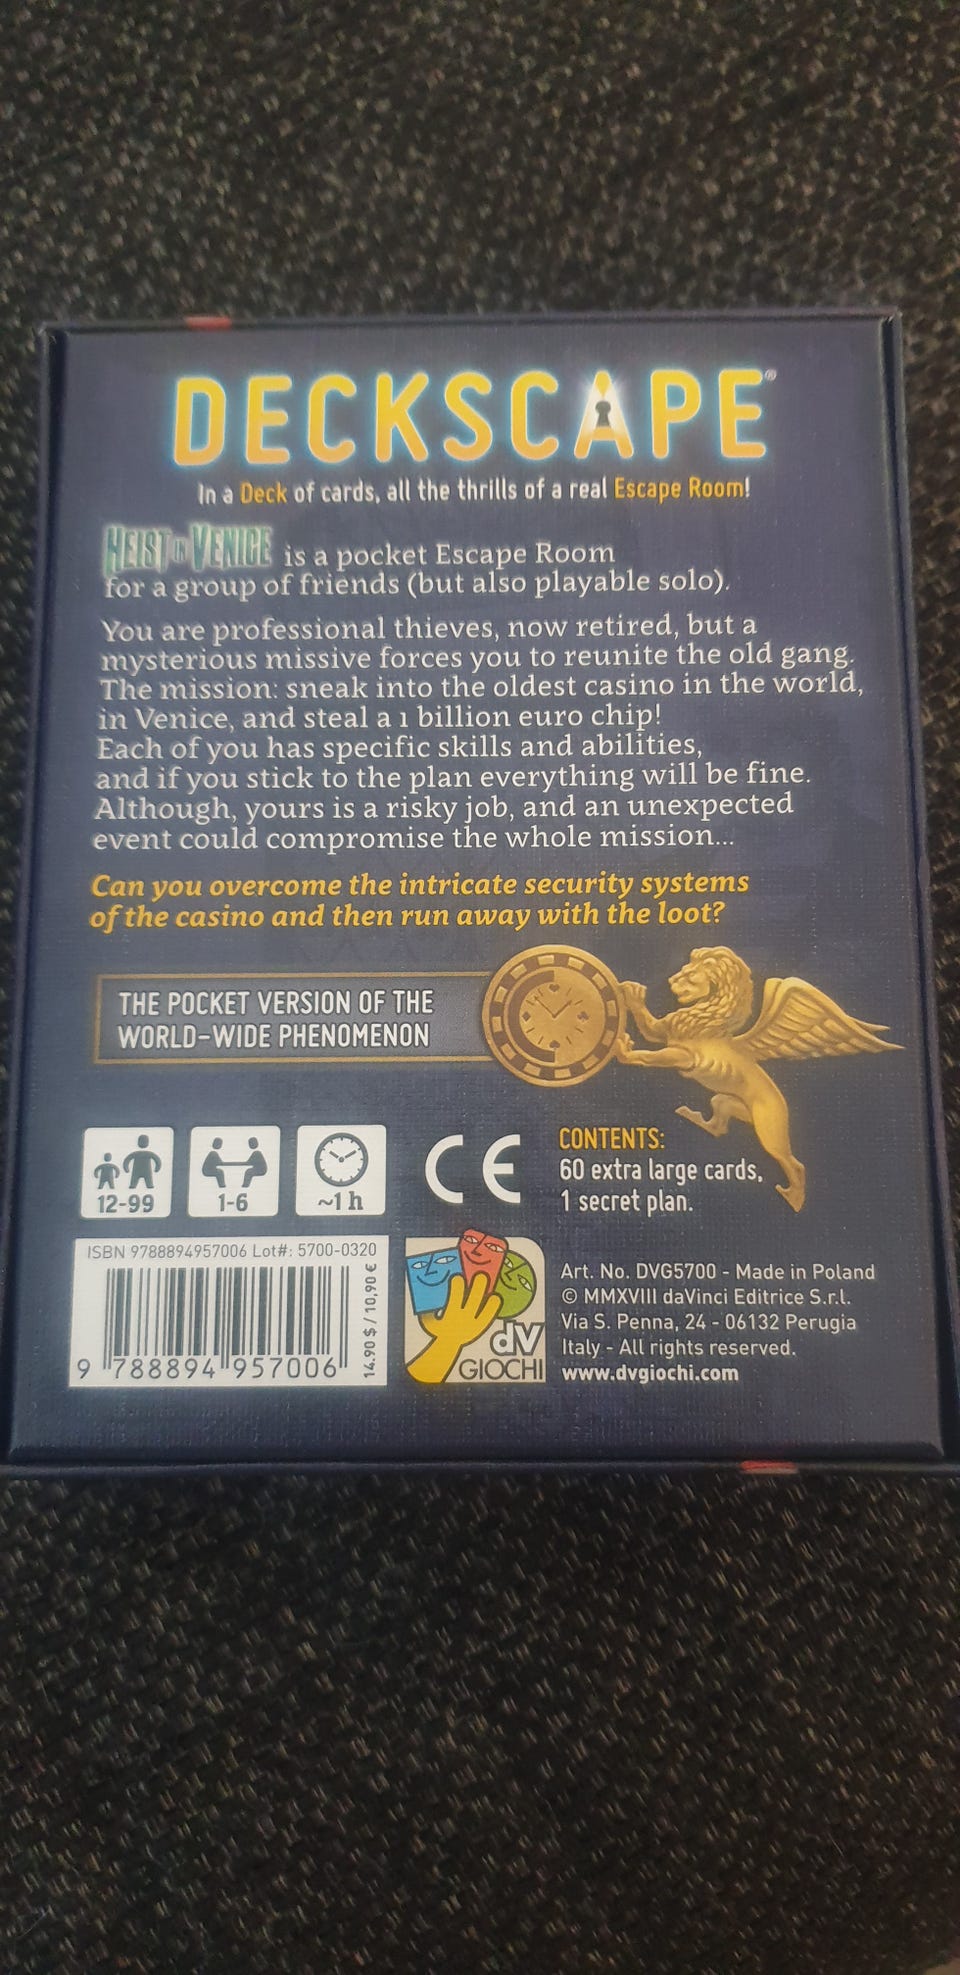 DECKSCAPE®
In a Deck of cards, all the thrills of a real Escape Room!
HEIST IN VENICE is a pocket Escape Room
for a group of friends (but also playable solo).
You are professional thieves, now retired, but a
mysterious missive forces you to reunite the old gang.
The mission: sneak into the oldest casino in the world,
in Venice, and steal a 1 billion euro chip!
Each of you has specific skills and abilities,
and if you stick to the plan everything will be fine.
Although, yours is a risky job, and an unexpected
event could compromise the whole mission...
Can you overcome the intricate security systems
of the casino and then run away with the loot?
THE POCKET VERSION OF THE
WORLD-WIDE PHENOMENON
12-99
1-6
~1 h
CE
CONTENTS:
60 extra large cards,
1 secret plan.
ISBN 9788894957006 Lot#: 5700-0320
9 788894 957006
14.90 $ / 10,90 €
dV
GIOCHI
Art. No. DVG5700 - Made in Poland
© MMXVIII daVinci Editrice S.r.l.
Via S. Penna, 24 - 06132 Perugia
Italy - All rights reserved.
www.dvgiochi.com